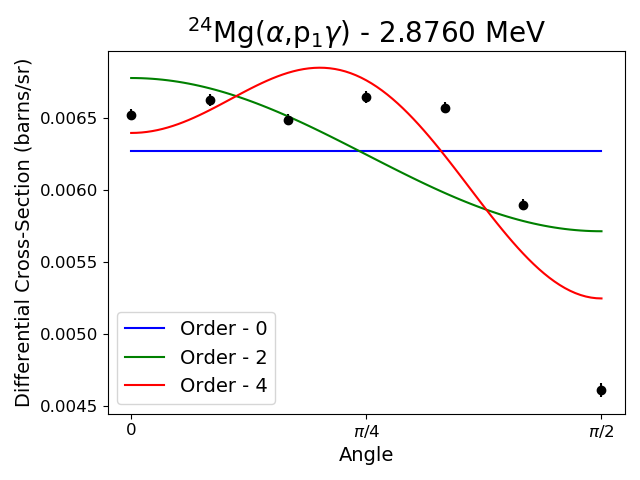 ²⁴Mg(α,p₁γ) - 2.8760 MeV
Differential Cross-Section (barns/sr)
0.0065
0.0060
0.0055
0.0050
0.0045
Order - 0
Order - 2
Order - 4
0 π/4 π/2
Angle